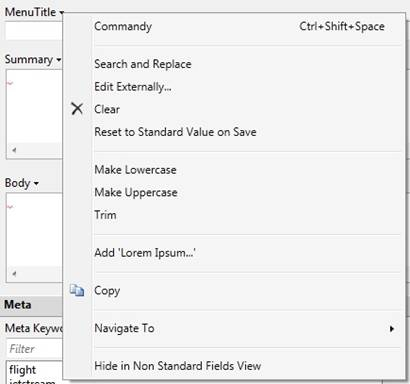 MenuTitle
Commandy Ctrl+Shift+Space
Summary
Search and Replace
Edit Externally...
Clear
Reset to Standard Value on Save
Make Lowercase
Body
Make Uppercase
Trim
Add 'Lorem Ipsum...'
Copy
Meta
Meta Keywo
Navigate To
Filter
flight
jetstream
Hide in Non Standard Fields View